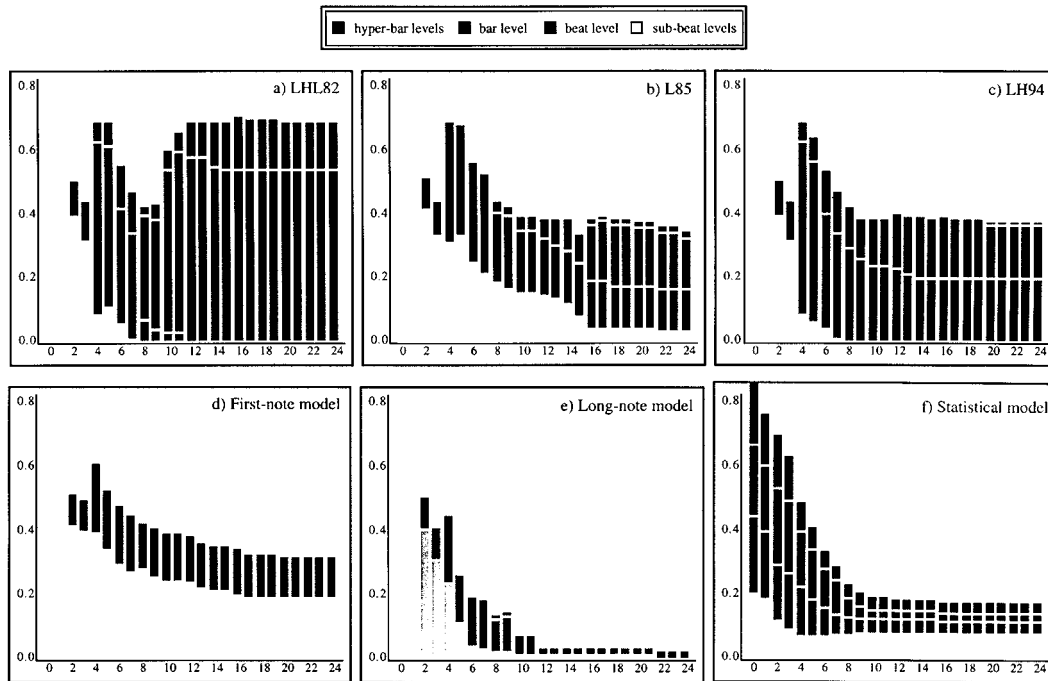 hyper-bar levels bar level beat level sub-beat levels
a) LHL82
0.8
0.6
0.4
0.2
0.0
0 2 4 6 8 10 12 14 16 18 20 22 24
b) L85
0.8
0.6
0.4
0.2
0.0
0 2 4 6 8 10 12 14 16 18 20 22 24
c) LH94
0.8
0.6
0.4
0.2
0.0
0 2 4 6 8 10 12 14 16 18 20 22 24
d) First-note model
0.8
0.6
0.4
0.2
0.0
0 2 4 6 8 10 12 14 16 18 20 22 24
e) Long-note model
0.8
0.6
0.4
0.2
0.0
0 2 4 6 8 10 12 14 16 18 20 22 24
f) Statistical model
0.8
0.6
0.4
0.2
0.0
0 2 4 6 8 10 12 14 16 18 20 22 24